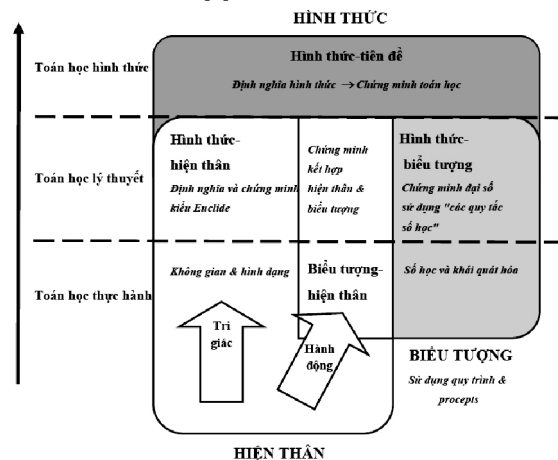 HÌNH THỨC
Toán học hình thức
Hình thức-tiên đề
Định nghĩa hình thức → Chứng minh toán học
Toán học lý thuyết
Hình thức-
hiện thân
Định nghĩa và chứng minh
kiểu Euclide
Chứng minh
kết hợp
hiện thân &
biểu tượng
Hình thức-
biểu tượng
Chứng minh đại số
sử dụng "các quy tắc
số học"
Toán học thực hành
Không gian & hình dạng
Biểu tượng-
hiện thân
Số học và khái quát hóa
Tri
giác
Hành
động
BIỂU TƯỢNG
Sử dụng quy trình &
procepts
HIỆN THÂN